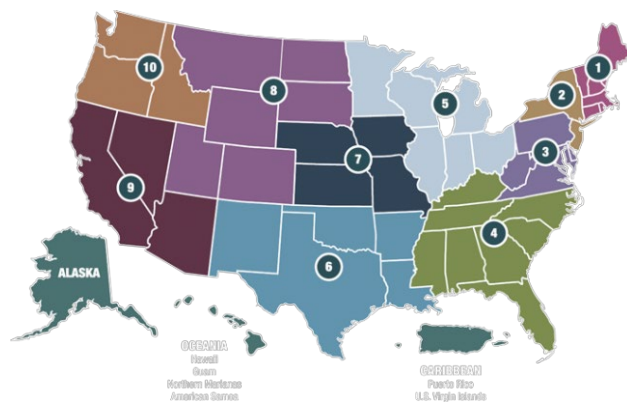 1
2
3
4
5
6
7
8
9
10
ALASKA
OCEANIA
Hawaii
Guam
Northern Marianas
American Samoa
CARIBBEAN
Puerto Rico
U.S. Virgin Islands